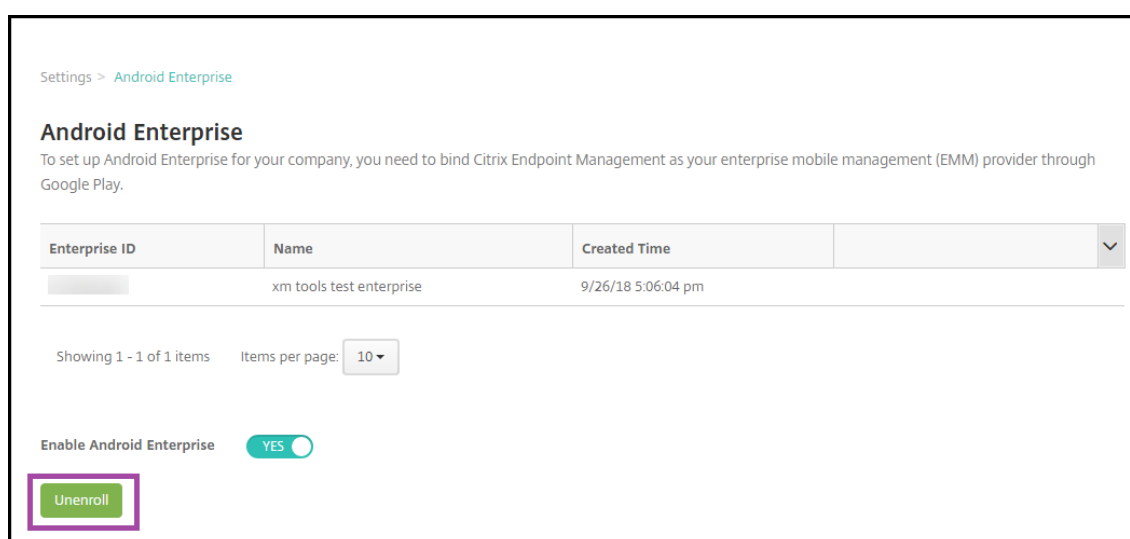 Settings > Android Enterprise
Android Enterprise
To set up Android Enterprise for your company, you need to bind Citrix Endpoint Management as your enterprise mobile management (EMM) provider through
Google Play.
Enterprise ID Name Created Time
xm tools test enterprise 9/26/18 5:06:04 pm
Showing 1 - 1 of 1 items Items per page: 10
Enable Android Enterprise YES
Unenroll